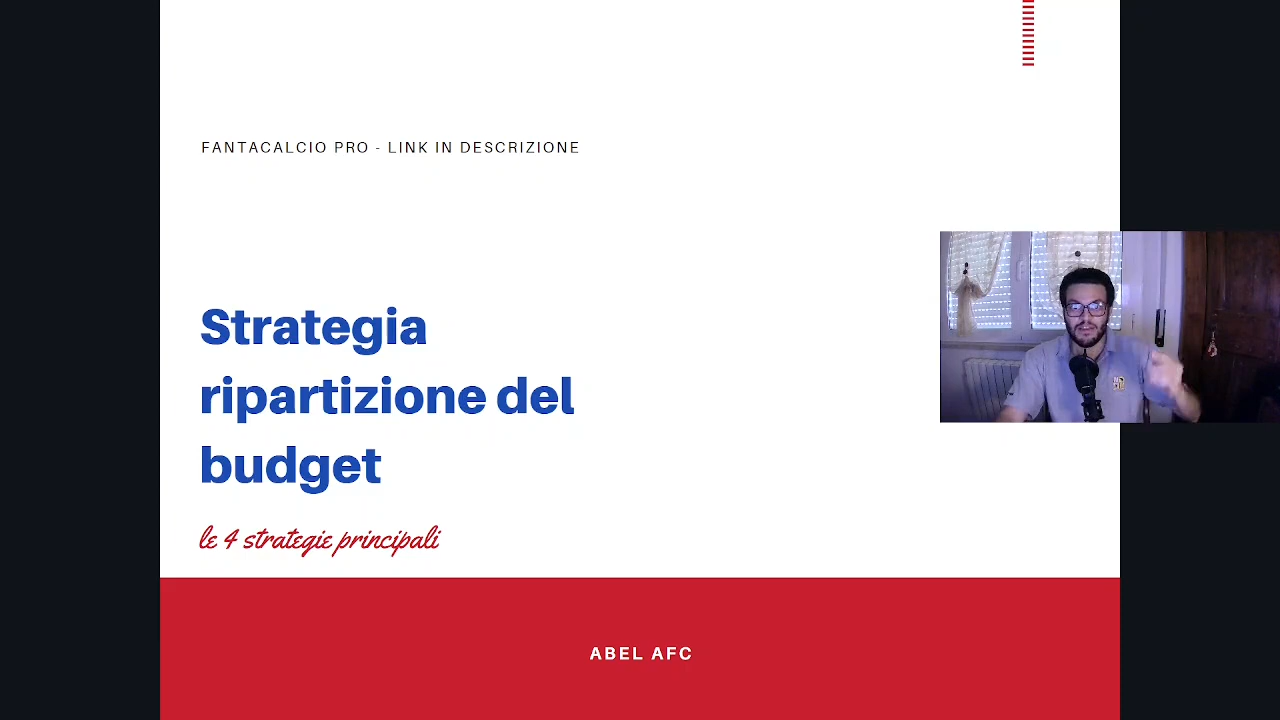 FANTACALCIO PRO - LINK IN DESCRIZIONE
Strategia
ripartizione del
budget
le 4 strategie principali
ABEL AFC